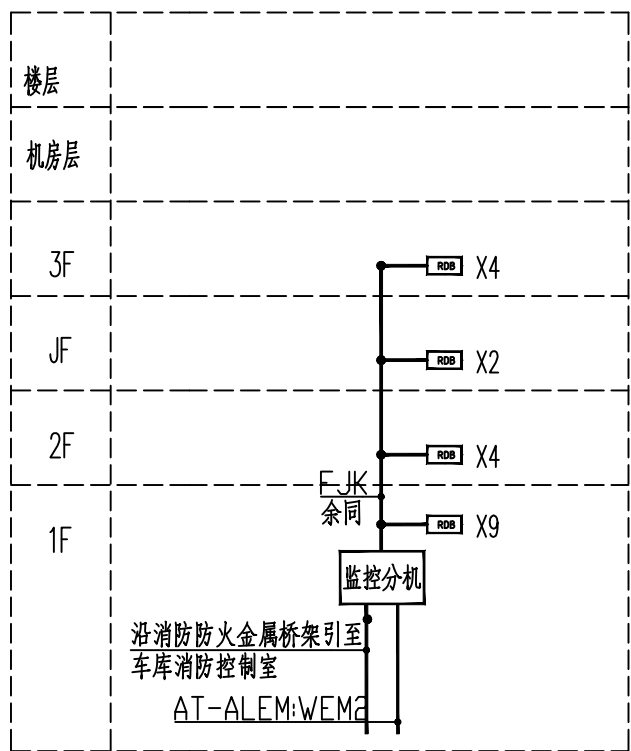 楼层
机房层
3F
RDB X4
JF
RDB X2
2F
RDB X4
FJK
余同
1F
RDB X9
监控分机
沿消防防火金属桥架引至
车库消防控制室
AT-ALEM:WEM2